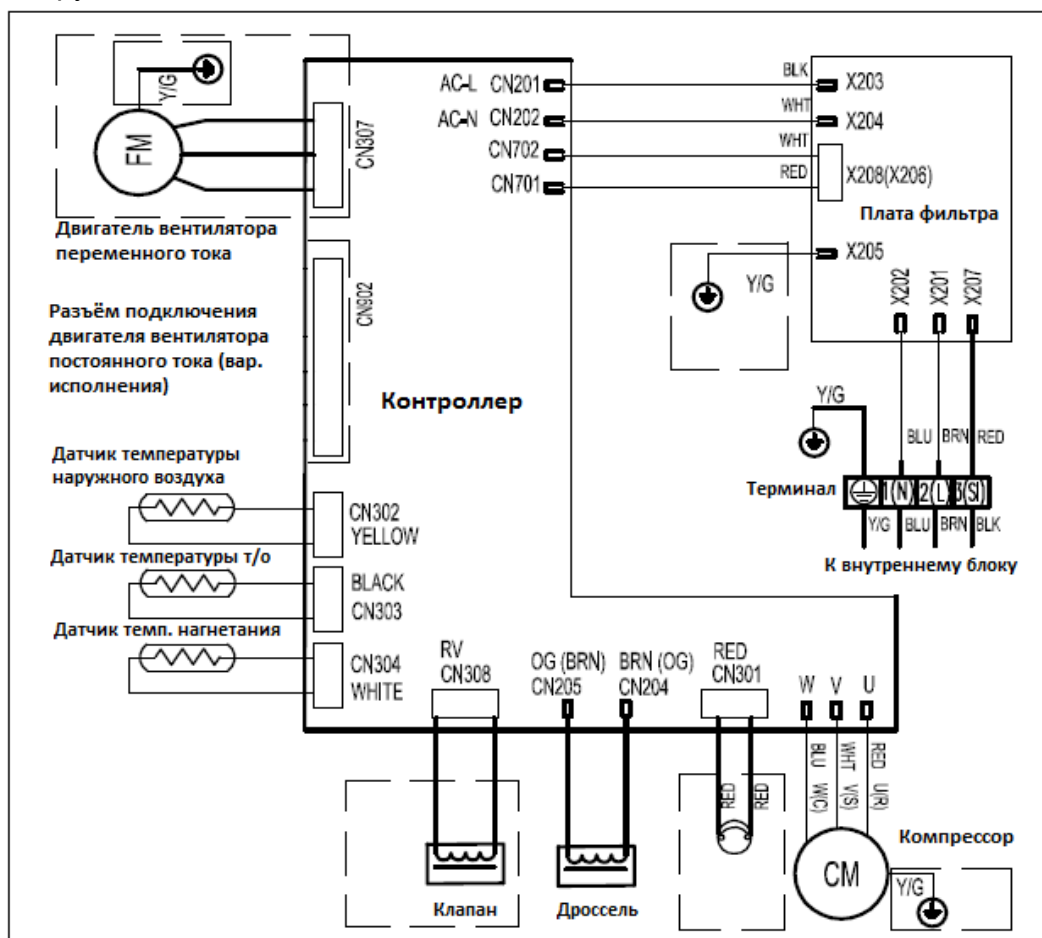 Y/G
FM
CN307
Двигатель вентилятора
переменного тока
Разъём подключения
двигателя вентилятора
постоянного тока (вар.
исполнения)
CN902
Контроллер
AC-L CN201
AC-N CN202
CN702
CN701
BLK
WHT
WHT
RED
X203
X204
X208(X206)
Плата фильтра
X205
Y/G
X202
X201
X207
Y/G
BLU
BRN
RED
Терминал
1(N)
2(L)
3(SI)
Y/G
BLU
BRN
BLK
К внутреннему блоку
Датчик температуры
наружного воздуха
CN302
YELLOW
Датчик температуры т/о
BLACK
CN303
Датчик темп. нагнетания
CN304
WHITE
RV
CN308
OG (BRN)
CN205
BRN (OG)
CN204
RED
CN301
W
V
U
BLU
W(C)
WHT
V(S)
RED
U(R)
RED
RED
Клапан
Дроссель
CM
Компрессор
Y/G